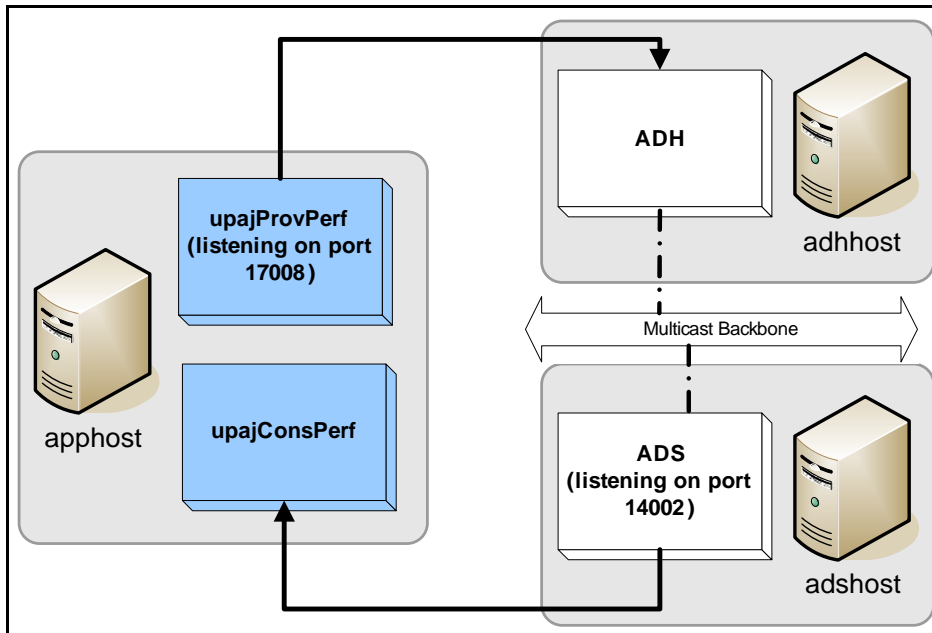 ADH
adhhost
upajProvPerf
(listening on port
17008)
Multicast Backbone
upajConsPerf
apphost
ADS
(listening on port
14002)
adshost